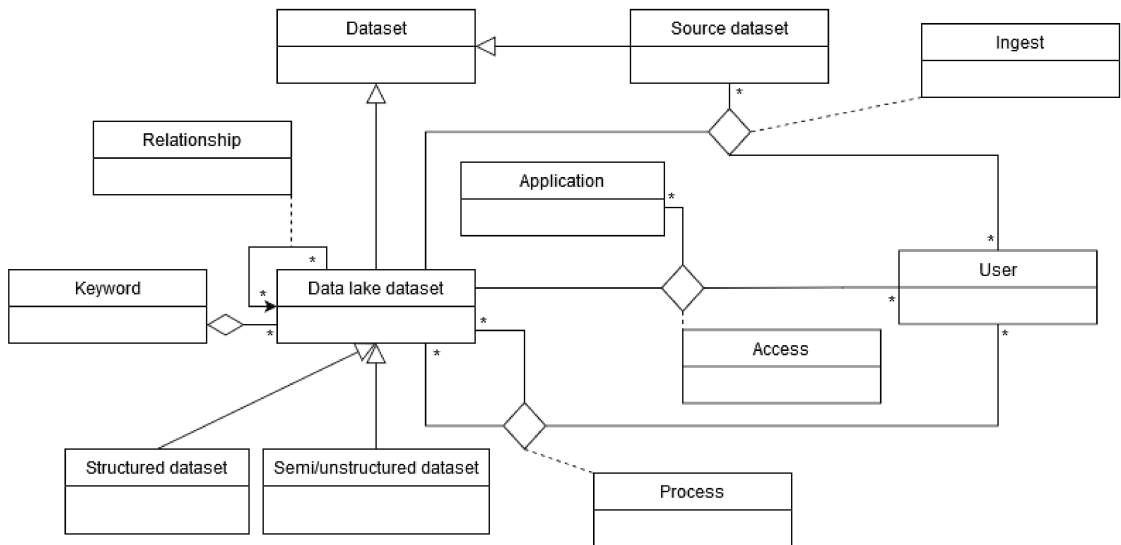 Dataset
Source dataset
Ingest
*
Relationship
Application
*
*
*
User
Keyword
Data lake dataset
*
*
*
*
*
*
Access
Structured dataset
Semi/unstructured dataset
Process